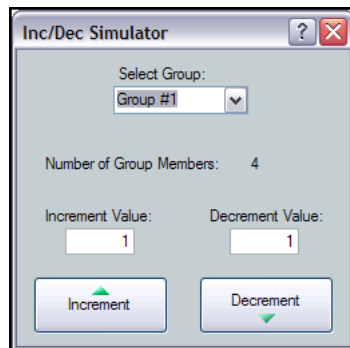 Inc/Dec Simulator ?
Select Group:
Group #1
Number of Group Members: 4
Increment Value: Decrement Value:
1 1
Increment Decrement